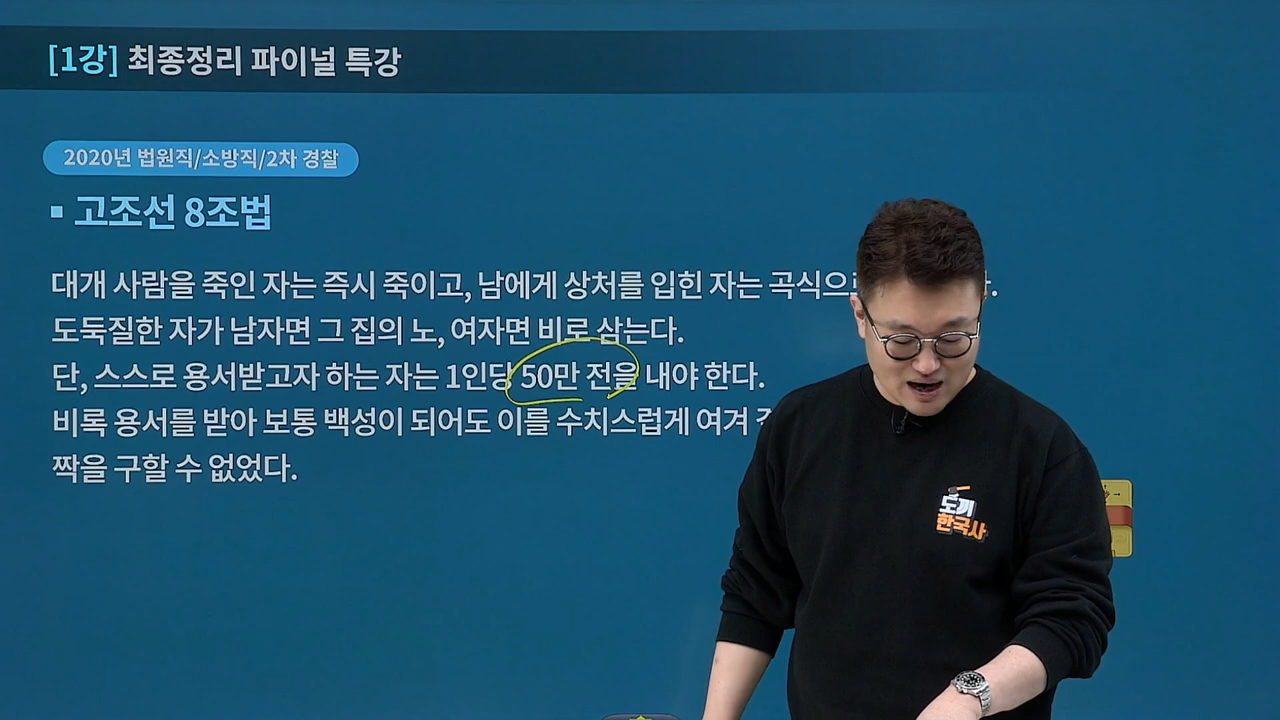 [1강] 최종정리 파이널 특강
2020년 법원직/소방직/2차 경찰
▪ 고조선 8조법
대개 사람을 죽인 자는 즉시 죽이고, 남에게 상처를 입힌 자는 곡식으
도둑질한 자가 남자면 그 집의 노, 여자면 비로 삼는다.
단, 스스로 용서받고자 하는 자는 1인당 50만 전을 내야 한다.
비록 용서를 받아 보통 백성이 되어도 이를 수치스럽게 여겨
짝을 구할 수 없었다.
도끼
한국사